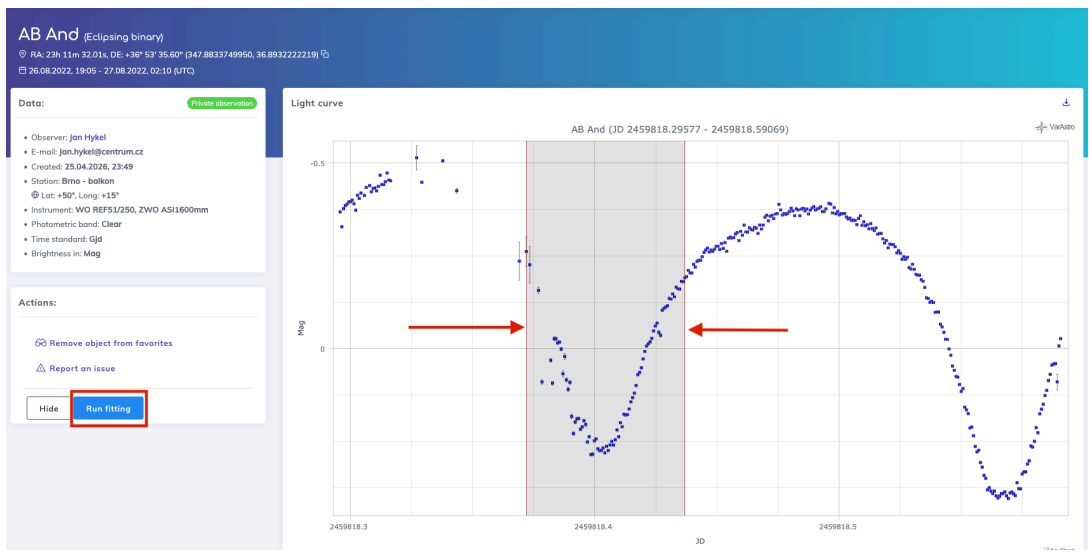 AB And (Eclipsing binary)
RA: 23h 11m 32.01s, DE: +36° 53' 35.60" (347.8833749950, 36.8932222219)
26.08.2022, 19:05 - 27.08.2022, 02:10 (UTC)
Data:
Private observation
• Observer: Jan Hykel
• E-mail: jan.hykel@centrum.cz
• Created: 25.04.2026, 23:49
• Station: Brno - balkon
Lat: +50°, Long: +15°
• Instrument: WO REF51/250, ZWO ASI1600mm
• Photometric band: Clear
• Time standard: Gjd
• Brightness in: Mag
Actions:
Remove object from favorites
Report an issue
Hide
Run fitting
Light curve
AB And (JD 2459818.29577 - 2459818.59069)
VarAstro
-0.5
Mag
0
2459818.3
2459818.4
2459818.5
JD